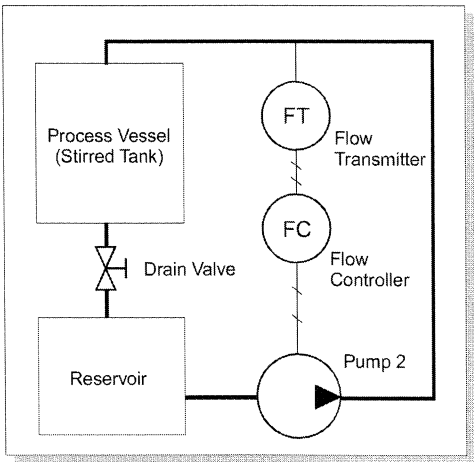 Process Vessel
(Stirred Tank)
FT
Flow
Transmitter
FC
Flow
Controller
Drain Valve
Reservoir
Pump 2